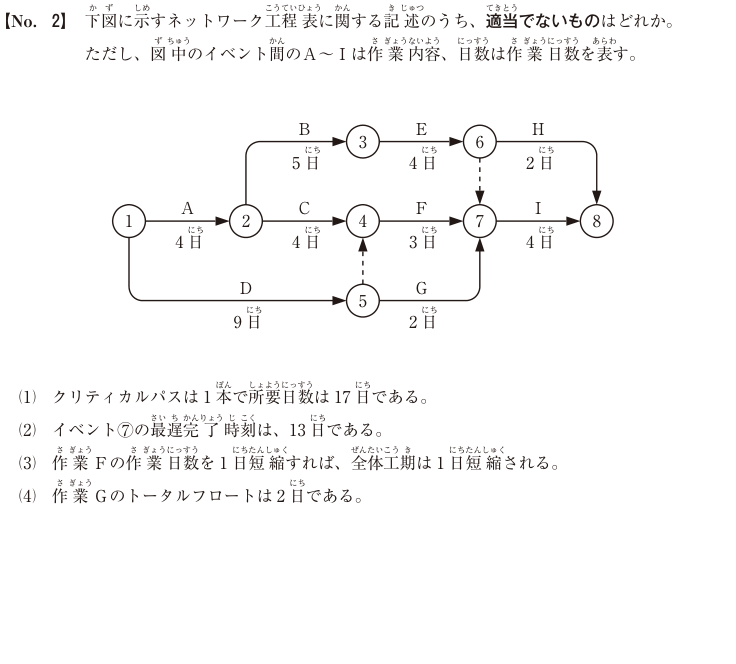 【No. 2】 下図に示すネットワーク工程表に関する記述のうち、適当でないものはどれか。
ただし、図中のイベント間のA～Iは作業内容、日数は作業日数を表す。
B 5日
E 4日
H 2日
3
6
1
A 4日
2
C 4日
4
F 3日
7
I 4日
8
D 9日
5
G 2日
(1) クリティカルパスは1本で所要日数は17日である。
(2) イベント⑦の最遅完了時刻は、13日である。
(3) 作業Fの作業日数を1日短縮すれば、全体工期は1日短縮される。
(4) 作業Gのトータルフロートは2日である。